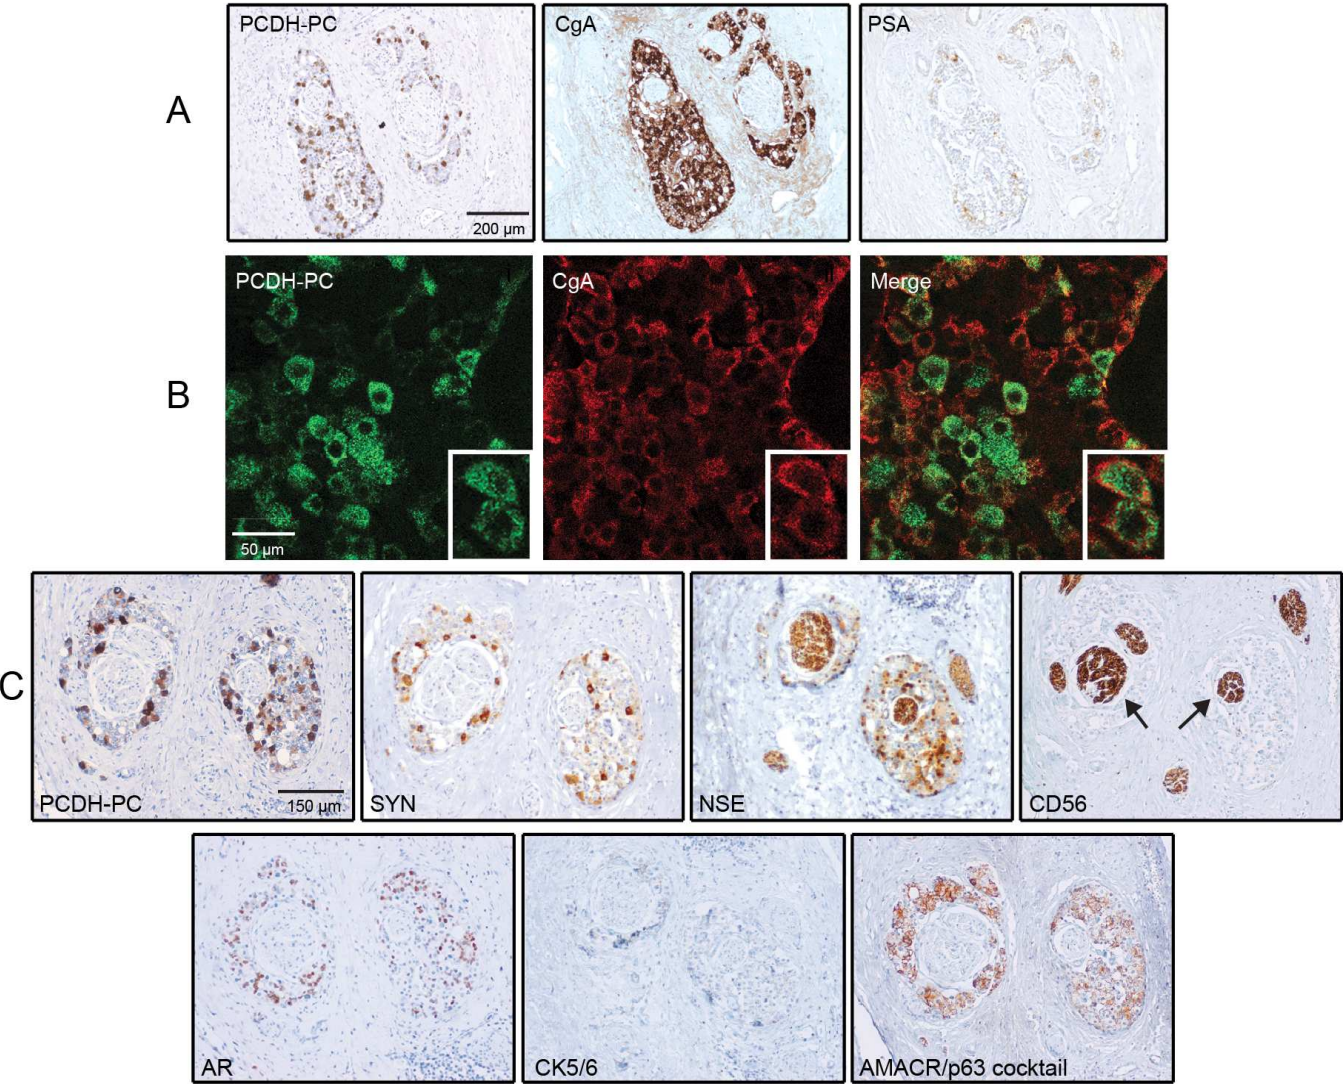 A
PCDH-PC
CgA
PSA
200 µm
B
PCDH-PC
CgA
Merge
50 µm
C
PCDH-PC
150 µm
SYN
NSE
CD56
AR
CK5/6
AMACR/p63 cocktail